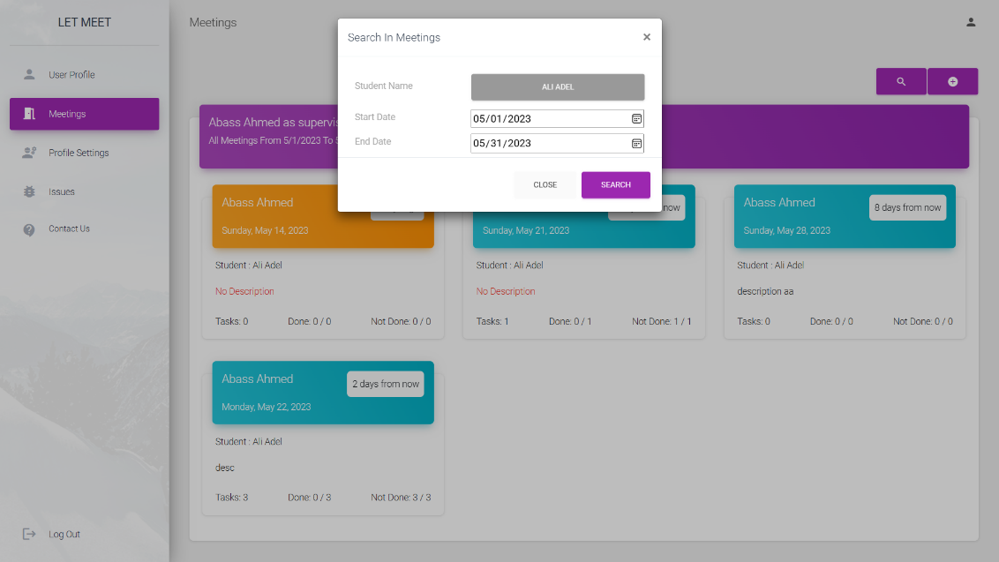 LET MEET
User Profile
Meetings
Profile Settings
Issues
Contact Us
Log Out
Meetings
Search In Meetings
×
Student Name
ALI ADEL
Start Date
05/01/2023
End Date
05/31/2023
CLOSE
SEARCH
Abass Ahmed as supervis
All Meetings From 5/1/2023 To
Abass Ahmed
Sunday, May 14, 2023
Student : Ali Adel
No Description
Tasks: 0 Done: 0 / 0 Not Done: 0 / 0
now
Sunday, May 21, 2023
Student : Ali Adel
No Description
Tasks: 1 Done: 0 / 1 Not Done: 1 / 1
Abass Ahmed
8 days from now
Sunday, May 28, 2023
Student : Ali Adel
description aa
Tasks: 0 Done: 0 / 0 Not Done: 0 / 0
Abass Ahmed
2 days from now
Monday, May 22, 2023
Student : Ali Adel
desc
Tasks: 3 Done: 0 / 3 Not Done: 3 / 3